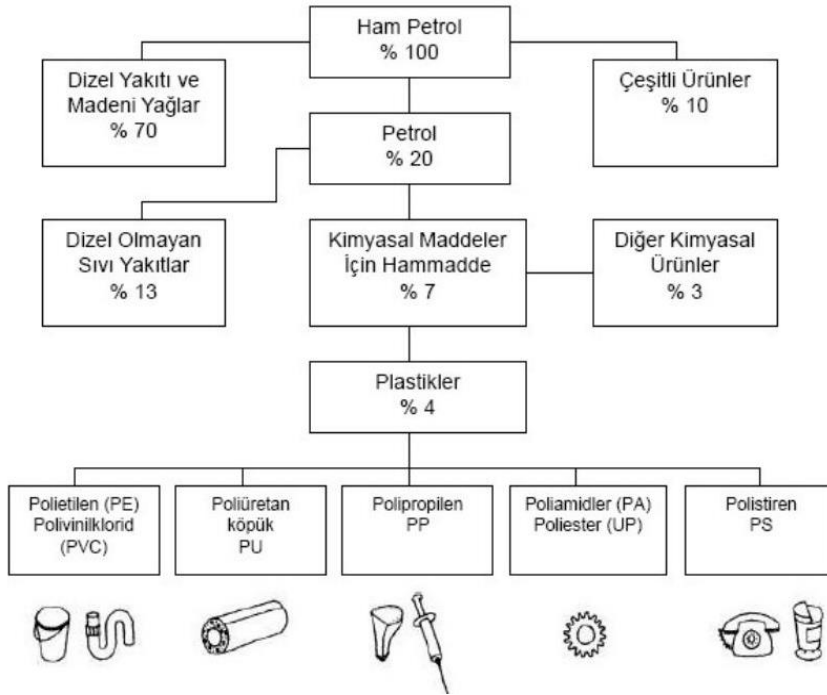 Ham Petrol
% 100
Dizel Yakıtı ve
Madeni Yağlar
% 70
Çeşitli Ürünler
% 10
Petrol
% 20
Dizel Olmayan
Sıvı Yakıtlar
% 13
Kimyasal Maddeler
İçin Hammadde
% 7
Diğer Kimyasal
Ürünler
% 3
Plastikler
% 4
Polietilen (PE)
Polivinilklorid
(PVC)
Poliüretan
köpük
PU
Polipropilen
PP
Poliamidler (PA)
Poliester (UP)
Polistiren
PS